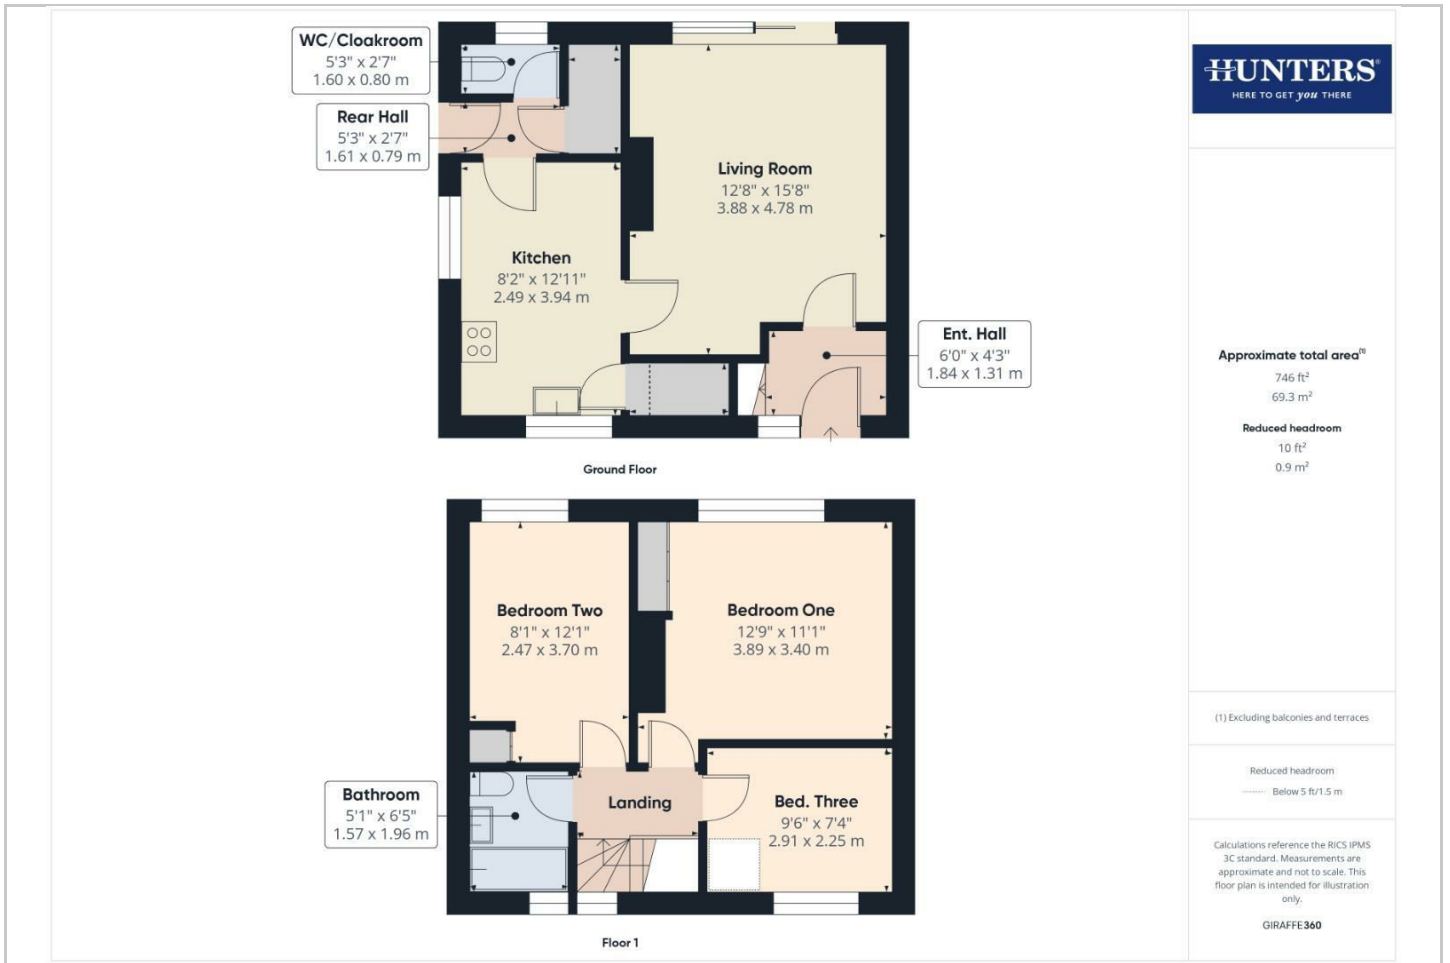 WC/Cloakroom
5'3" x 2'7"
1.60 x 0.80 m
Rear Hall
5'3" x 2'7"
1.61 x 0.79 m
Living Room
12'8" x 15'8"
3.88 x 4.78 m
Kitchen
8'2" x 12'11"
2.49 x 3.94 m
Ent. Hall
6'0" x 4'3"
1.84 x 1.31 m
Ground Floor
Bedroom Two
8'1" x 12'1"
2.47 x 3.70 m
Bedroom One
12'9" x 11'1"
3.89 x 3.40 m
Bathroom
5'1" x 6'5"
1.57 x 1.96 m
Landing
Bed. Three
9'6" x 7'4"
2.91 x 2.25 m
Floor 1
HUNTERS®
HERE TO GET you THERE
Approximate total area(1)
746 ft²
69.3 m²
Reduced headroom
10 ft²
0.9 m²
(1) Excluding balconies and terraces
Reduced headroom
Below 5 ft/1.5 m
Calculations reference the RICS IPMS
3C standard. Measurements are
approximate and not to scale. This
floor plan is intended for illustration
only.
GIRAFFE360